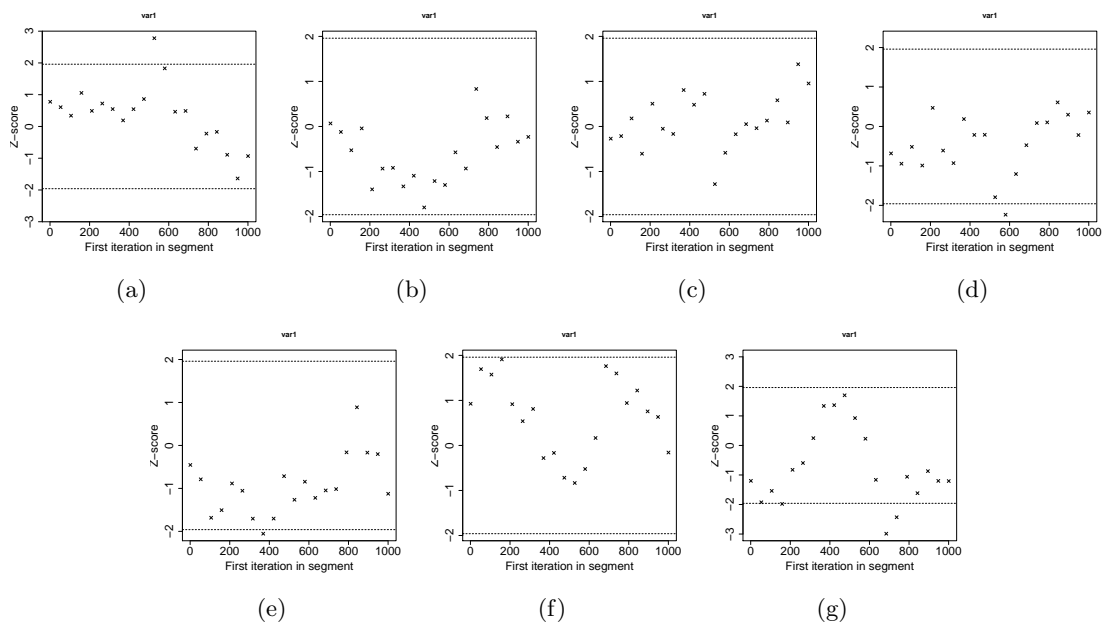 var1 var1 var1 var1
Z−score
3
2
1
0
−1
−2
−3
0 200 400 600 800 1000
First iteration in segment
(a)
Z−score
2
1
0
−1
−2
0 200 400 600 800 1000
First iteration in segment
(b)
Z−score
2
1
0
−1
−2
0 200 400 600 800 1000
First iteration in segment
(c)
Z−score
2
1
0
−1
−2
0 200 400 600 800 1000
First iteration in segment
(d)
var1 var1 var1
Z−score
2
1
0
−1
−2
0 200 400 600 800 1000
First iteration in segment
(e)
Z−score
2
1
0
−1
−2
0 200 400 600 800 1000
First iteration in segment
(f)
Z−score
3
2
1
0
−1
−2
−3
0 200 400 600 800 1000
First iteration in segment
(g)